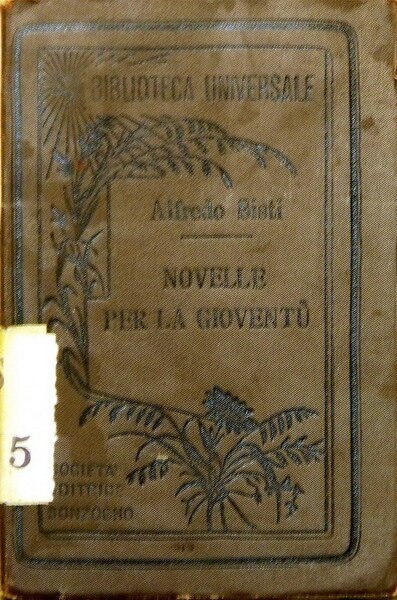 BIBLIOTECA UNIVERSALE
Alfredo Bisti
NOVELLE
PER LA GIOVENTÙ
5
SOCIETA'
EDITRICE
SONZOGNO